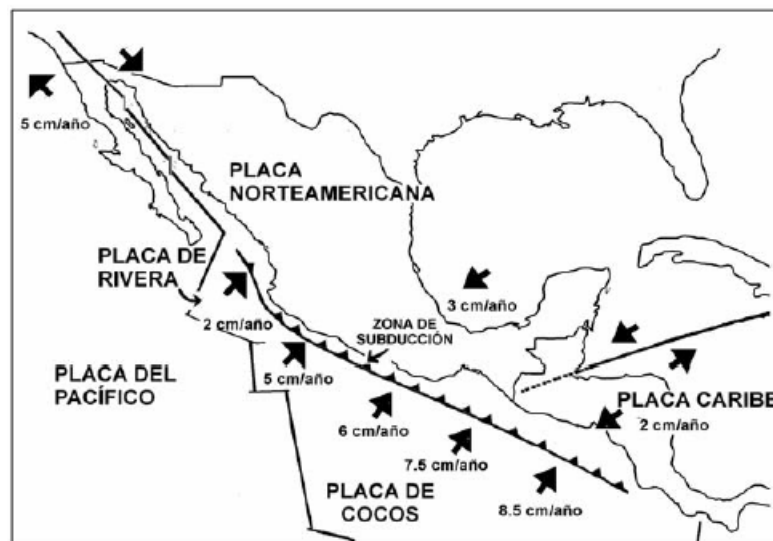 5 cm/año
PLACA
NORTEAMERICANA
PLACA DE
RIVERA
2 cm/año
3 cm/año
ZONA DE
SUBDUCCIÓN
PLACA DEL
PACÍFICO
5 cm/año
PLACA CARIBE
2 cm/año
6 cm/año
7.5 cm/año
8.5 cm/año
PLACA DE
COCOS